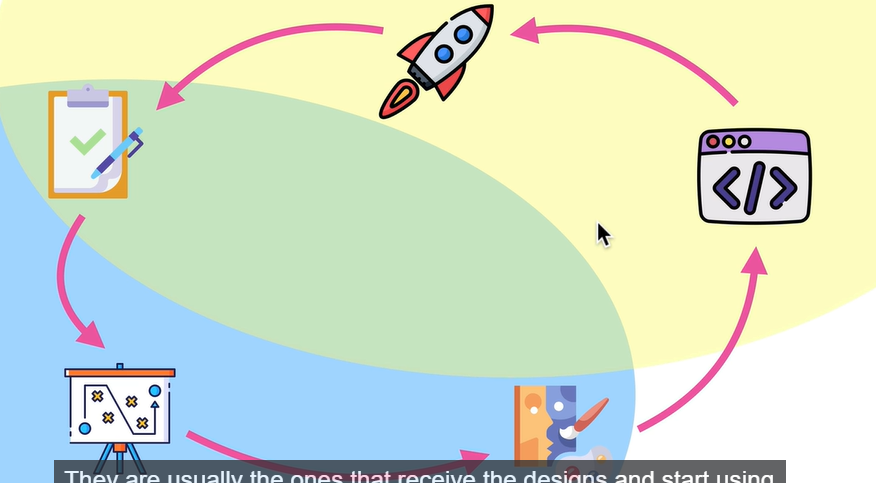 They are usually the ones that receive the designs and start using